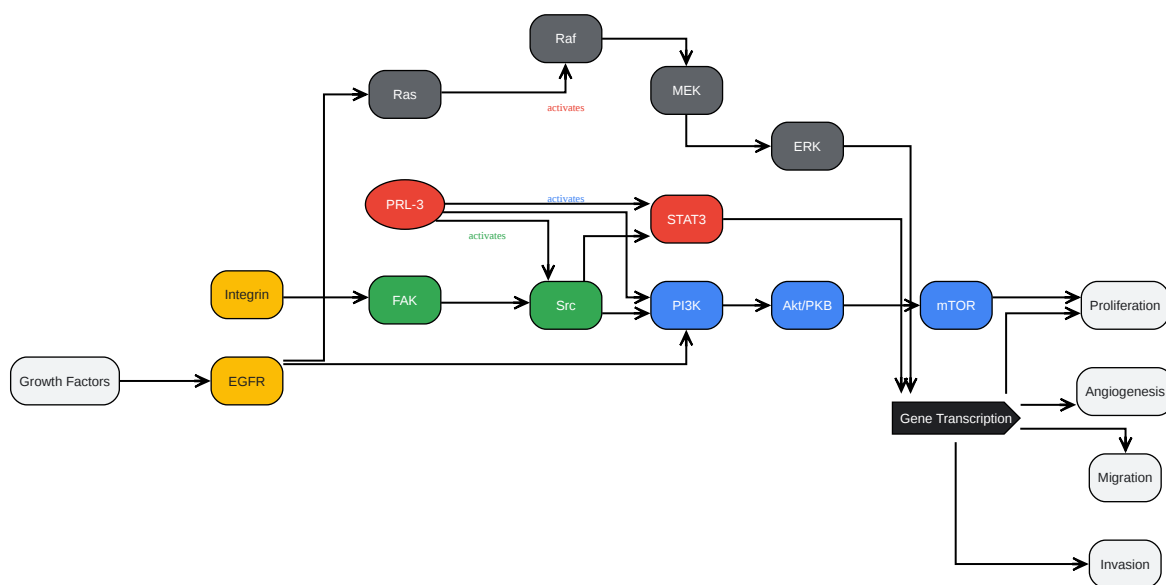 Raf
Ras
MEK
activates
ERK
PRL-3
activates
STAT3
activates
Integrin
FAK
Src
PI3K
Akt/PKB
mTOR
Proliferation
Growth Factors
EGFR
Angiogenesis
Gene Transcription
Migration
Invasion